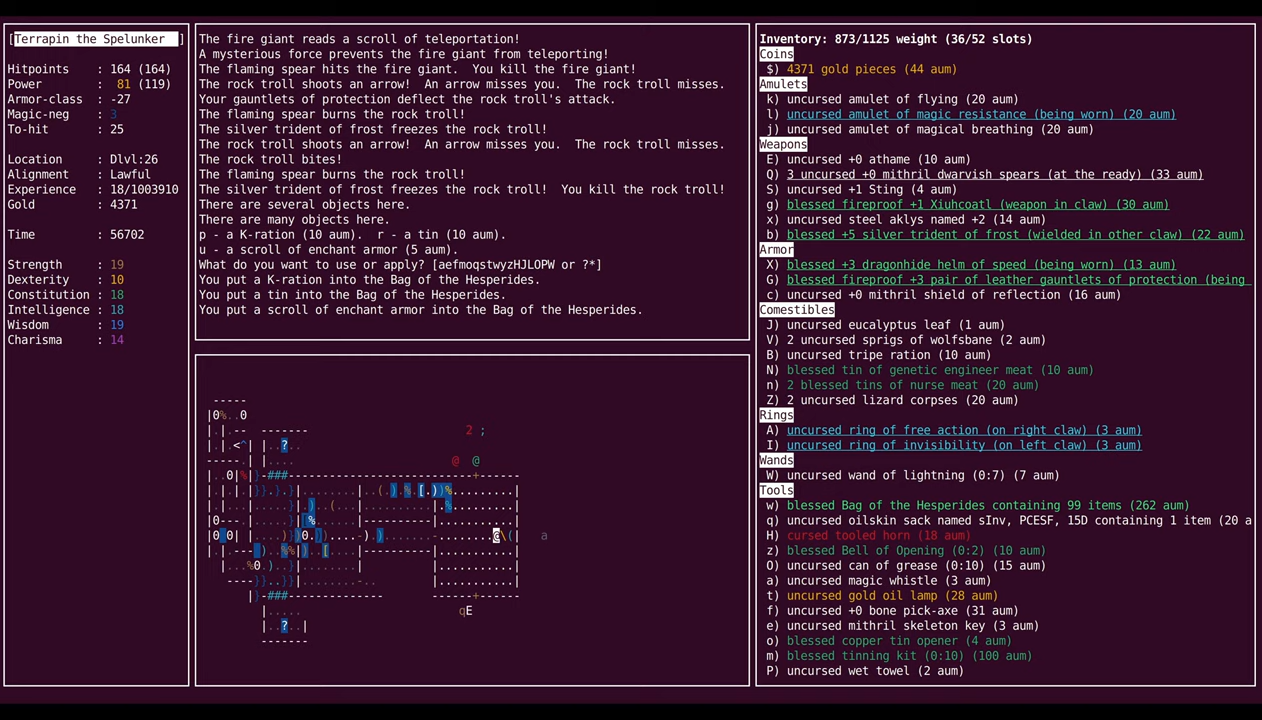 [Terrapin the Spelunker ]
Hitpoints : 164 (164)
Power : 81 (119)
Armor-class : -27
Magic-neg : 3
To-hit : 25
Location : Dlvl:26
Alignment : Lawful
Experience : 18/1003910
Gold : 4371
Time : 56702
Strength : 19
Dexterity : 10
Constitution : 18
Intelligence : 18
Wisdom : 19
Charisma : 14
The fire giant reads a scroll of teleportation!
A mysterious force prevents the fire giant from teleporting!
The flaming spear hits the fire giant. You kill the fire giant!
The rock troll shoots an arrow! An arrow misses you. The rock troll misses.
Your gauntlets of protection deflect the rock troll's attack.
The flaming spear burns the rock troll!
The silver trident of frost freezes the rock troll!
The rock troll shoots an arrow! An arrow misses you. The rock troll misses.
The rock troll bites!
The flaming spear burns the rock troll!
The silver trident of frost freezes the rock troll! You kill the rock troll!
There are several objects here.
There are many objects here.
p - a K-ration (10 aum). r - a tin (10 aum).
u - a scroll of enchant armor (5 aum).
What do you want to use or apply? [aefmoqstwyzHJLOPW or ?*]
You put a K-ration into the Bag of the Hesperides.
You put a tin into the Bag of the Hesperides.
You put a scroll of enchant armor into the Bag of the Hesperides.
Inventory: 873/1125 weight (36/52 slots)
Coins
$) 4371 gold pieces (44 aum)
Amulets
k) uncursed amulet of flying (20 aum)
l) uncursed amulet of magic resistance (being worn) (20 aum)
j) uncursed amulet of magical breathing (20 aum)
Weapons
E) uncursed +0 athame (10 aum)
Q) 3 uncursed +0 mithril dwarvish spears (at the ready) (33 aum)
S) uncursed +1 Sting (4 aum)
g) blessed fireproof +1 Xiuhcoatl (weapon in claw) (30 aum)
x) uncursed steel aklys named +2 (14 aum)
b) blessed +5 silver trident of frost (wielded in other claw) (22 aum)
Armor
X) blessed +3 dragonhide helm of speed (being worn) (13 aum)
G) blessed fireproof +3 pair of leather gauntlets of protection (being
c) uncursed +0 mithril shield of reflection (16 aum)
Comestibles
J) uncursed eucalyptus leaf (1 aum)
V) 2 uncursed sprigs of wolfsbane (2 aum)
B) uncursed tripe ration (10 aum)
N) blessed tin of genetic engineer meat (10 aum)
n) 2 blessed tins of nurse meat (20 aum)
Z) 2 uncursed lizard corpses (20 aum)
Rings
A) uncursed ring of free action (on right claw) (3 aum)
I) uncursed ring of invisibility (on left claw) (3 aum)
Wands
W) uncursed wand of lightning (0:7) (7 aum)
Tools
w) blessed Bag of the Hesperides containing 99 items (262 aum)
q) uncursed oilskin sack named sInv, PCESF, 15D containing 1 item (20 a
H) cursed tooled horn (18 aum)
z) blessed Bell of Opening (0:2) (10 aum)
O) uncursed can of grease (0:10) (15 aum)
a) uncursed magic whistle (3 aum)
t) uncursed gold oil lamp (28 aum)
f) uncursed +0 bone pick-axe (31 aum)
e) uncursed mithril skeleton key (3 aum)
o) blessed copper tin opener (4 aum)
m) blessed tinning kit (0:10) (100 aum)
P) uncursed wet towel (2 aum)